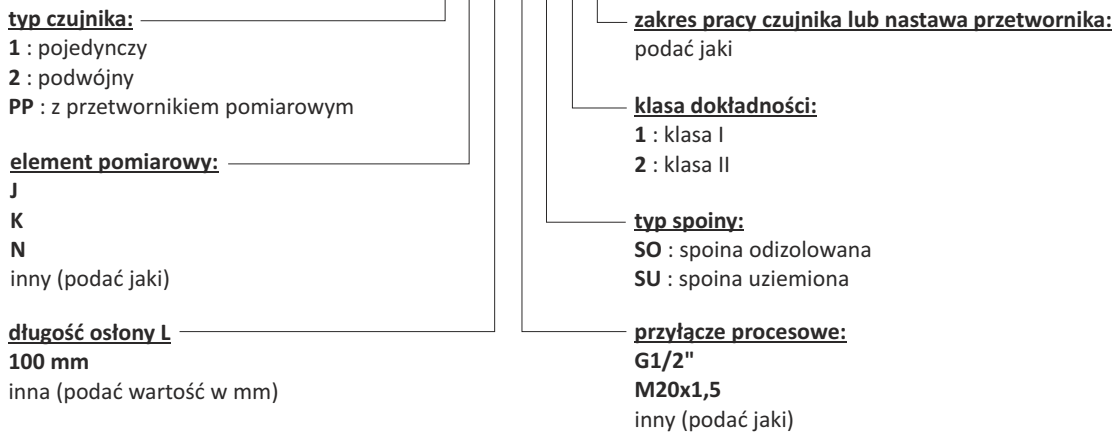 typ czujnika:
1 : pojedynczy
2 : podwójny
PP : z przetwornikiem pomiarowym
element pomiarowy:
J
K
N
inny (podać jaki)
długość osłony L
100 mm
inna (podać wartość w mm)
zakres pracy czujnika lub nastawa przetwornika:
podać jaki
klasa dokładności:
1 : klasa I
2 : klasa II
typ spoiny:
SO : spoina odizolowana
SU : spoina uziemiona
przyłącze procesowe:
G1/2"
M20x1,5
inny (podać jaki)